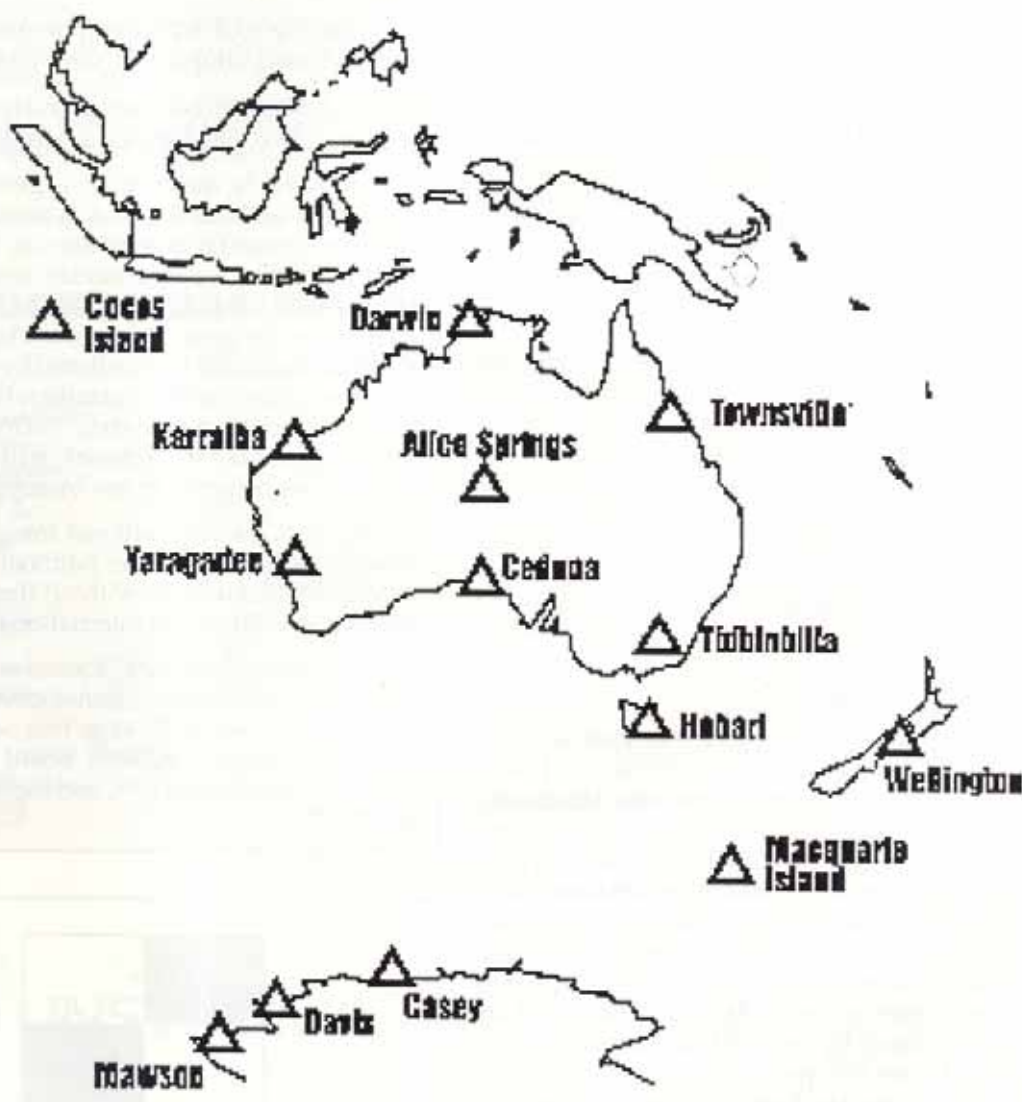 Cocos
Island
Darwin
Townsville
Karratha
Alice Springs
Yaragadee
Ceduna
Tidbinbilla
Hobart
Wellington
Macquarie
Island
Casey
Davis
Mawson